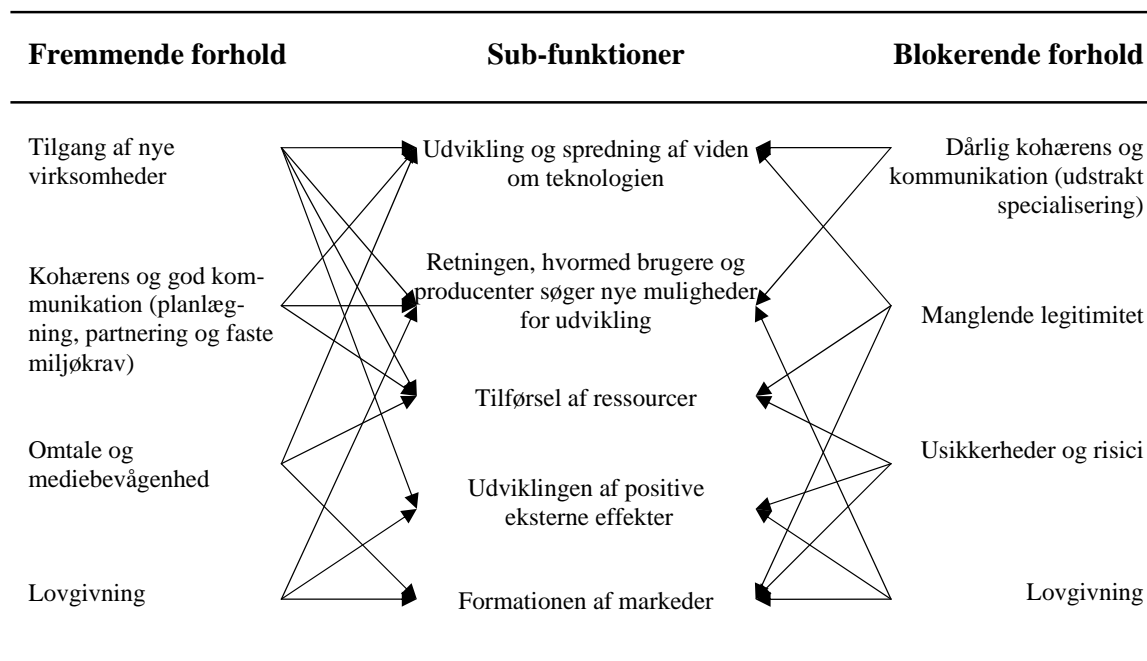 Fremmende forhold
Sub-funktioner
Blokerende forhold
Tilgang af nye
virksomheder
Udvikling og spredning af viden
om teknologien
Dårlig kohærens og
kommunikation (udstrakt
specialisering)
Kohærens og god kom-
munikation (planlæg-
ning, partnering og faste
miljøkrav)
Retningen, hvormed brugere og
producenter søger nye muligheder
for udvikling
Manglende legitimitet
Tilførsel af ressourcer
Omtale og
mediebevågenhed
Usikkerheder og risici
Udviklingen af positive
eksterne effekter
Lovgivning
Formationen af markeder
Lovgivning